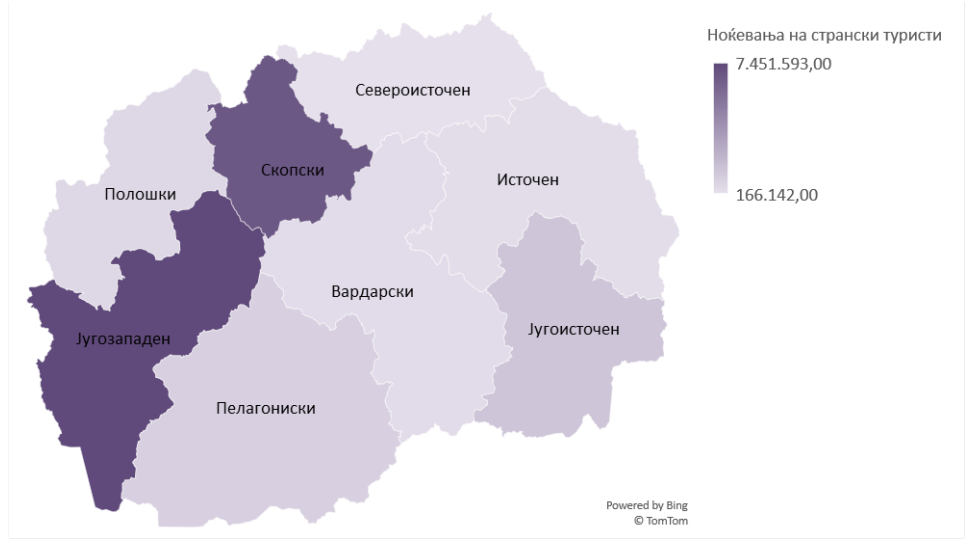 Ноќевања на странски туристи
7.451.593,00
166.142,00
Североисточен
Скопски
Источен
Полошки
Вардарски
Југоисточен
Југозападен
Пелагониски
Powered by Bing
© TomTom